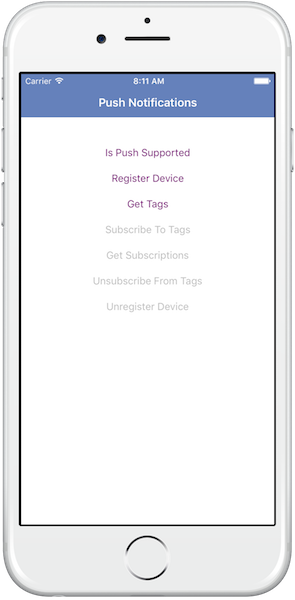 Carrier 8:11 AM
Push Notifications
Is Push Supported
Register Device
Get Tags
Subscribe To Tags
Get Subscriptions
Unsubscribe From Tags
Unregister Device